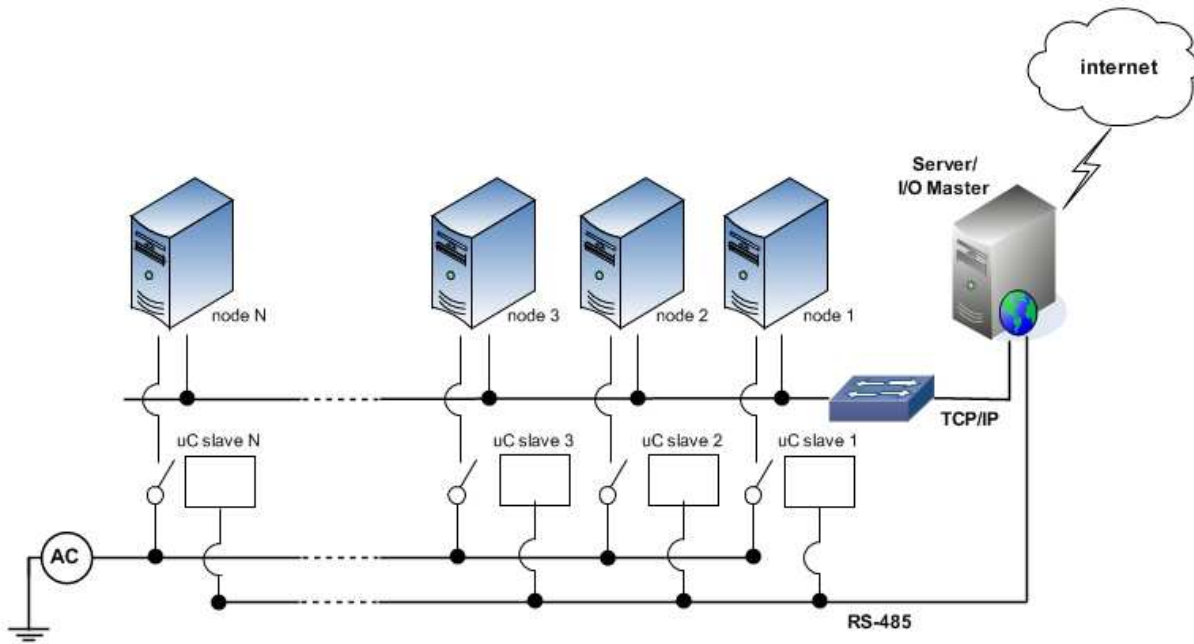 internet
Server/
I/O Master
node N
node 3
node 2
node 1
TCP/IP
uC slave N
uC slave 3
uC slave 2
uC slave 1
AC
RS-485